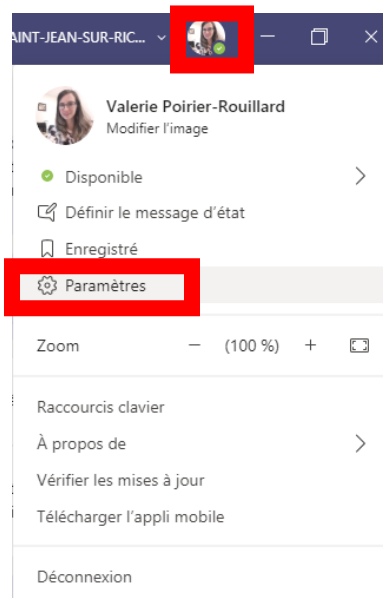 AINT-JEAN-SUR-RIC...
Valerie Poirier-Rouillard
Modifier l'image
Disponible
Définir le message d'état
Enregistré
Paramètres
Zoom — (100 %) +
Raccourcis clavier
À propos de
Vérifier les mises à jour
Télécharger l'appli mobile
Déconnexion